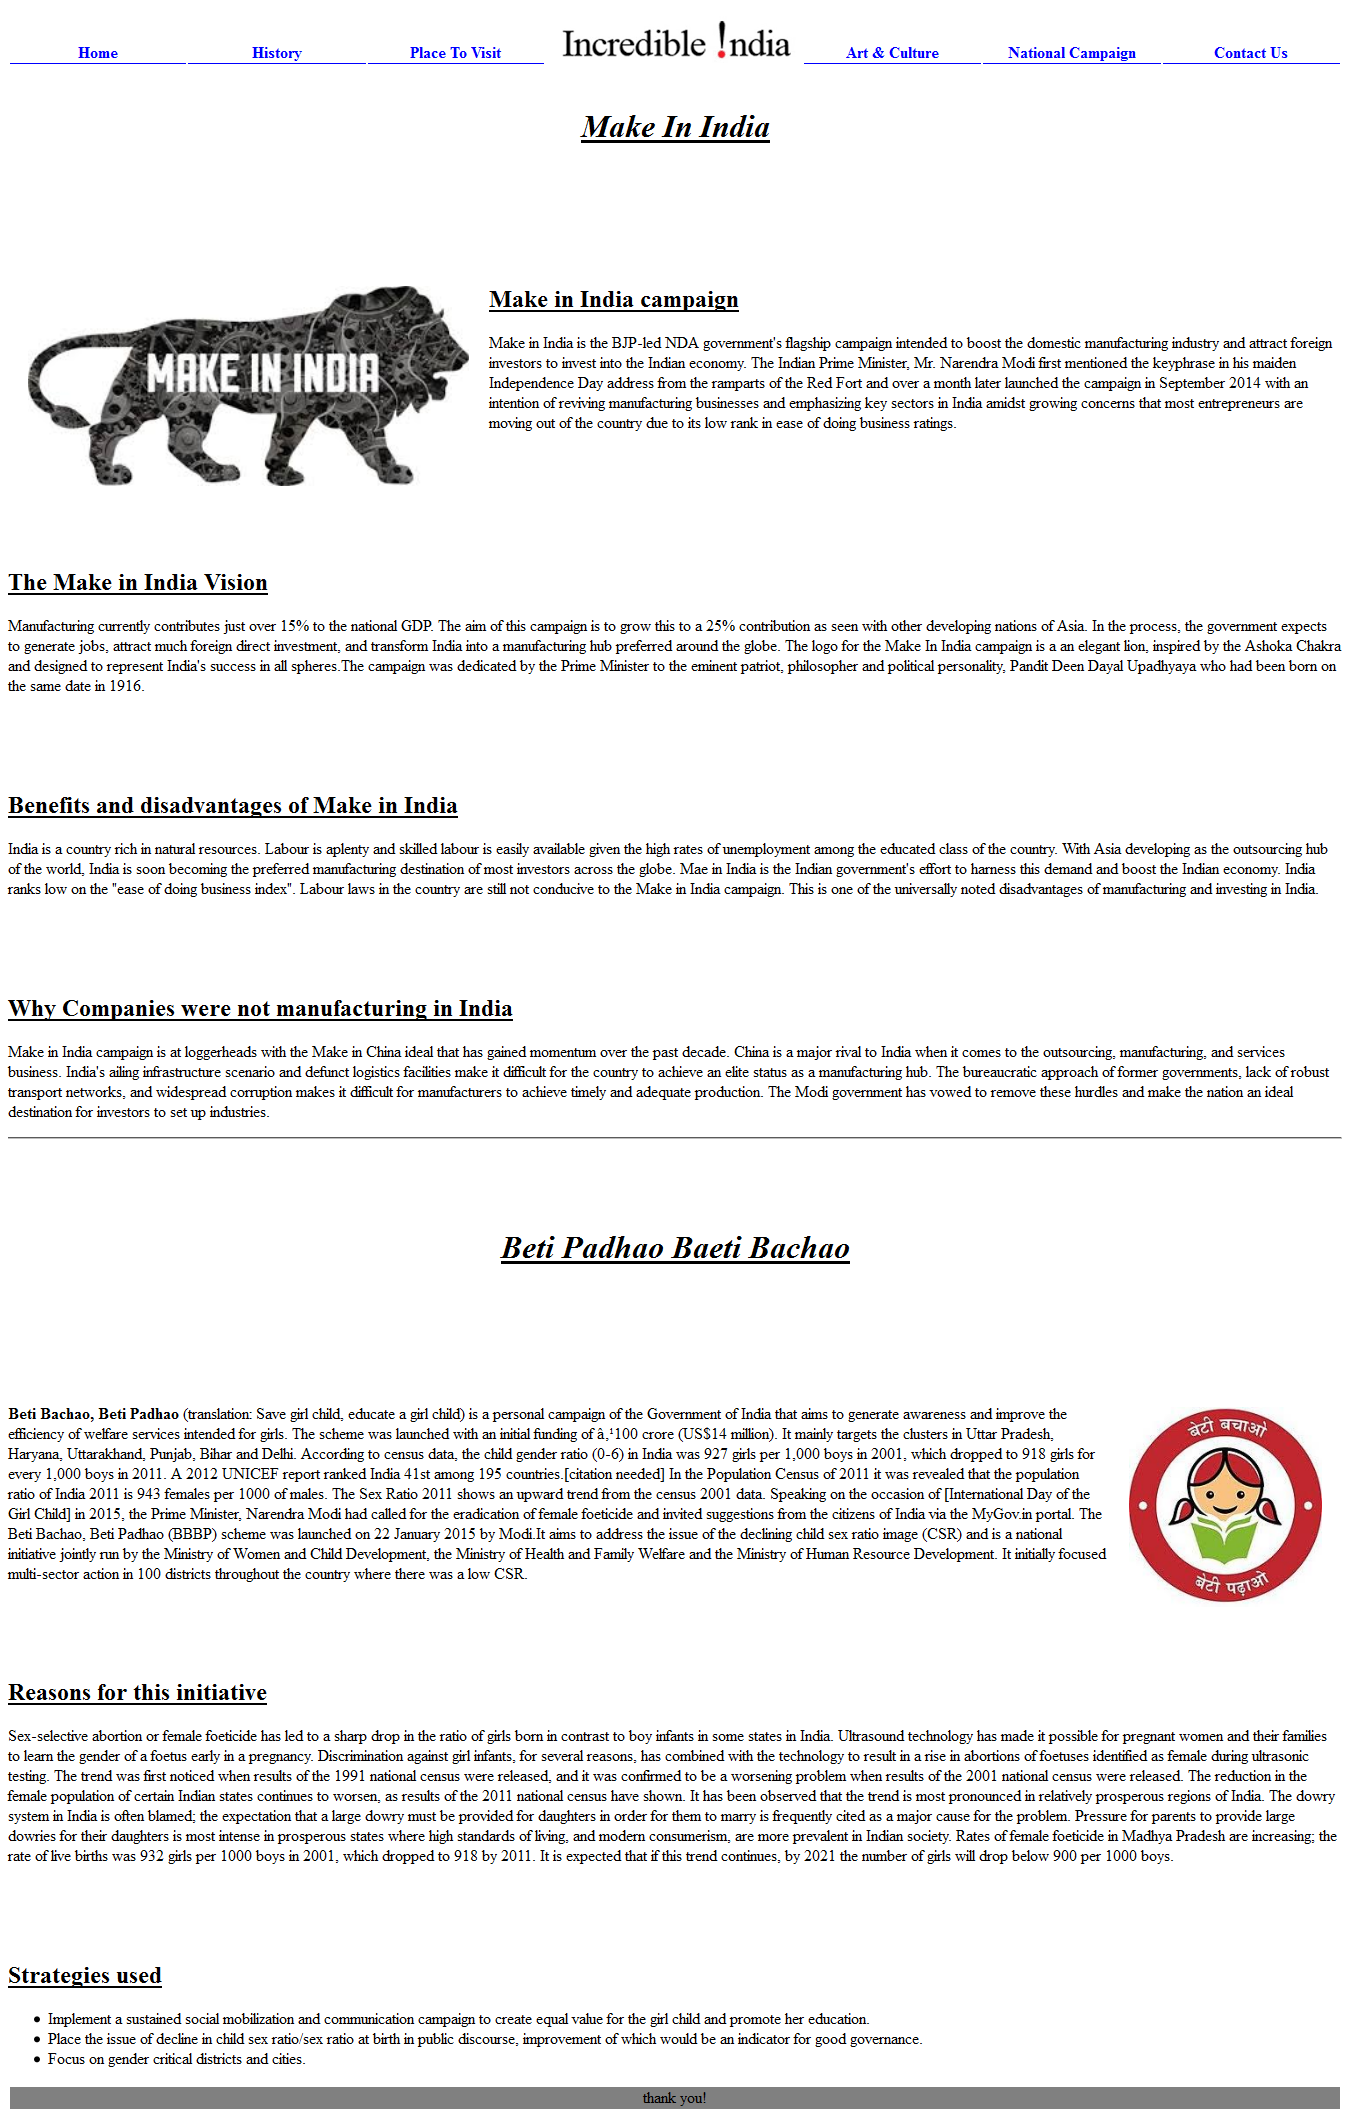 Home History Place To Visit Incredible !ndia Art & Culture National Campaign Contact Us
Make In India
MAKE IN INDIA
Make in India campaign
Make in India is the BJP-led NDA government's flagship campaign intended to boost the domestic manufacturing industry and attract foreign
investors to invest into the Indian economy. The Indian Prime Minister, Mr. Narendra Modi first mentioned the keyphrase in his maiden
Independence Day address from the ramparts of the Red Fort and over a month later launched the campaign in September 2014 with an
intention of reviving manufacturing businesses and emphasizing key sectors in India amidst growing concerns that most entrepreneurs are
moving out of the country due to its low rank in ease of doing business ratings.
The Make in India Vision
Manufacturing currently contributes just over 15% to the national GDP. The aim of this campaign is to grow this to a 25% contribution as seen with other developing nations of Asia. In the process, the government expects
to generate jobs, attract much foreign direct investment, and transform India into a manufacturing hub preferred around the globe. The logo for the Make In India campaign is a an elegant lion, inspired by the Ashoka Chakra
and designed to represent India's success in all spheres.The campaign was dedicated by the Prime Minister to the eminent patriot, philosopher and political personality, Pandit Deen Dayal Upadhyaya who had been born on
the same date in 1916.
Benefits and disadvantages of Make in India
India is a country rich in natural resources. Labour is aplenty and skilled labour is easily available given the high rates of unemployment among the educated class of the country. With Asia developing as the outsourcing hub
of the world, India is soon becoming the preferred manufacturing destination of most investors across the globe. Mae in India is the Indian government's effort to harness this demand and boost the Indian economy. India
ranks low on the "ease of doing business index". Labour laws in the country are still not conducive to the Make in India campaign. This is one of the universally noted disadvantages of manufacturing and investing in India.
Why Companies were not manufacturing in India
Make in India campaign is at loggerheads with the Make in China ideal that has gained momentum over the past decade. China is a major rival to India when it comes to the outsourcing, manufacturing, and services
business. India's ailing infrastructure scenario and defunct logistics facilities make it difficult for the country to achieve an elite status as a manufacturing hub. The bureaucratic approach of former governments, lack of robust
transport networks, and widespread corruption makes it difficult for manufacturers to achieve timely and adequate production. The Modi government has vowed to remove these hurdles and make the nation an ideal
destination for investors to set up industries.
Beti Padhao Baeti Bachao
Beti Bachao, Beti Padhao (translation: Save girl child, educate a girl child) is a personal campaign of the Government of India that aims to generate awareness and improve the
efficiency of welfare services intended for girls. The scheme was launched with an initial funding of â‚¹100 crore (US$14 million). It mainly targets the clusters in Uttar Pradesh,
Haryana, Uttarakhand, Punjab, Bihar and Delhi. According to census data, the child gender ratio (0-6) in India was 927 girls per 1,000 boys in 2001, which dropped to 918 girls for
every 1,000 boys in 2011. A 2012 UNICEF report ranked India 41st among 195 countries.[citation needed] In the Population Census of 2011 it was revealed that the population
ratio of India 2011 is 943 females per 1000 of males. The Sex Ratio 2011 shows an upward trend from the census 2001 data. Speaking on the occasion of [International Day of the
Girl Child] in 2015, the Prime Minister, Narendra Modi had called for the eradication of female foeticide and invited suggestions from the citizens of India via the MyGov.in portal. The
Beti Bachao, Beti Padhao (BBBP) scheme was launched on 22 January 2015 by Modi.It aims to address the issue of the declining child sex ratio image (CSR) and is a national
initiative jointly run by the Ministry of Women and Child Development, the Ministry of Health and Family Welfare and the Ministry of Human Resource Development. It initially focused
multi-sector action in 100 districts throughout the country where there was a low CSR.
बेटी बचाओ
बेटी पढ़ाओ
Reasons for this initiative
Sex-selective abortion or female foeticide has led to a sharp drop in the ratio of girls born in contrast to boy infants in some states in India. Ultrasound technology has made it possible for pregnant women and their families
to learn the gender of a foetus early in a pregnancy. Discrimination against girl infants, for several reasons, has combined with the technology to result in a rise in abortions of foetuses identified as female during ultrasonic
testing. The trend was first noticed when results of the 1991 national census were released, and it was confirmed to be a worsening problem when results of the 2001 national census were released. The reduction in the
female population of certain Indian states continues to worsen, as results of the 2011 national census have shown. It has been observed that the trend is most pronounced in relatively prosperous regions of India. The dowry
system in India is often blamed; the expectation that a large dowry must be provided for daughters in order for them to marry is frequently cited as a major cause for the problem. Pressure for parents to provide large
dowries for their daughters is most intense in prosperous states where high standards of living, and modern consumerism, are more prevalent in Indian society. Rates of female foeticide in Madhya Pradesh are increasing; the
rate of live births was 932 girls per 1000 boys in 2001, which dropped to 918 by 2011. It is expected that if this trend continues, by 2021 the number of girls will drop below 900 per 1000 boys.
Strategies used
• Implement a sustained social mobilization and communication campaign to create equal value for the girl child and promote her education.
• Place the issue of decline in child sex ratio/sex ratio at birth in public discourse, improvement of which would be an indicator for good governance.
• Focus on gender critical districts and cities.
thank you!